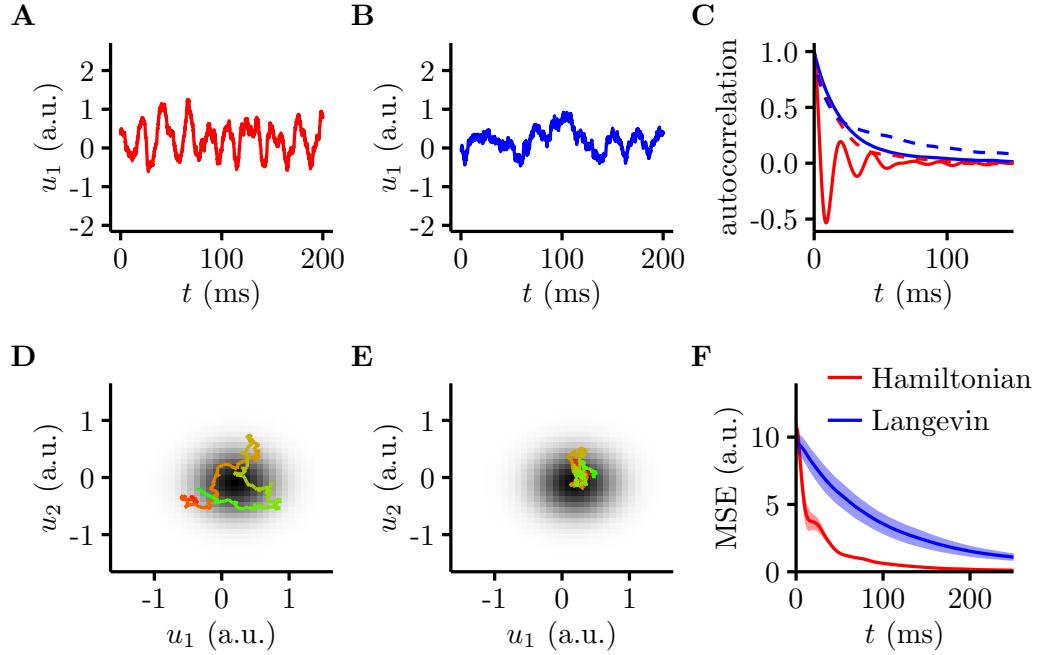 A
2
1
0
-1
-2
u1 (a.u.)
0
100
200
t (ms)
B
2
1
0
-1
-2
u1 (a.u.)
0
100
200
t (ms)
C
1.0
0.5
0.0
-0.5
autocorrelation
0
100
t (ms)
D
1
0
-1
u2 (a.u.)
-1
0
1
u1 (a.u.)
E
1
0
-1
u2 (a.u.)
-1
0
1
u1 (a.u.)
F
Hamiltonian
Langevin
10
5
0
MSE (a.u.)
0
100
200
t (ms)